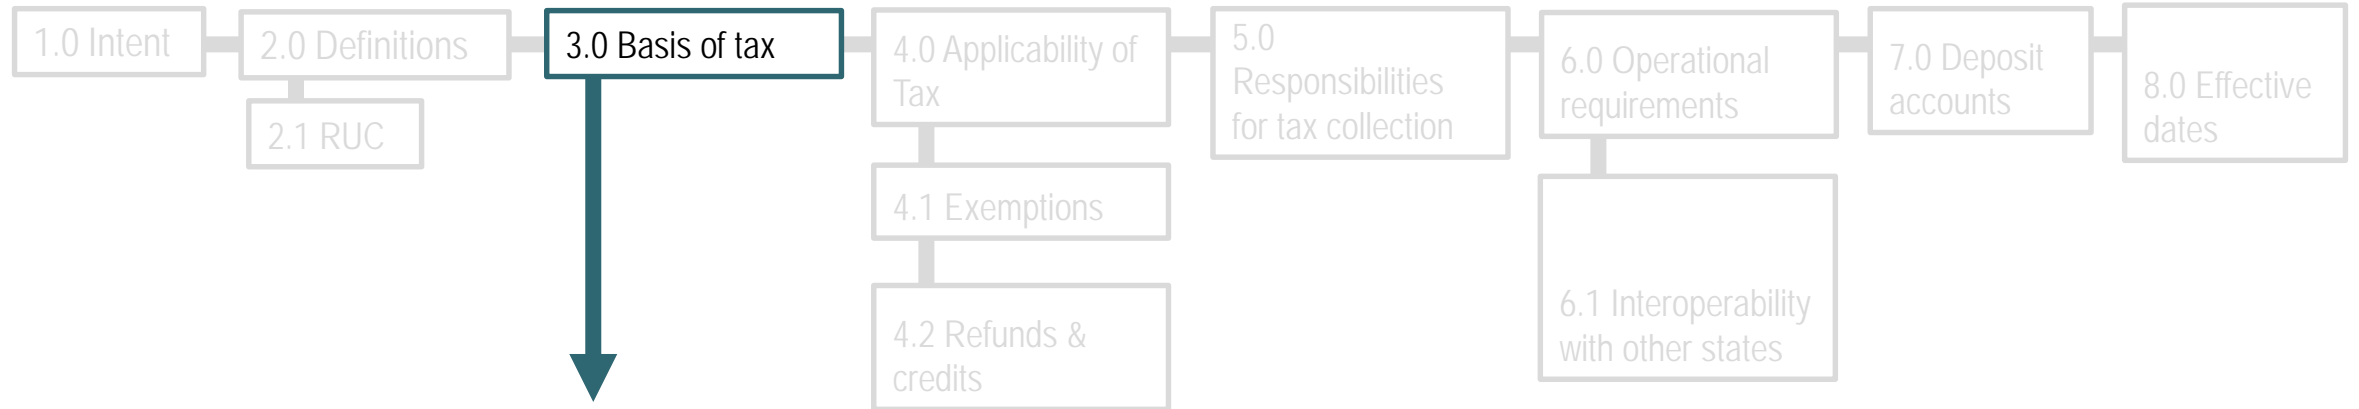 1.0 Intent
2.0 Definitions
2.1 RUC
3.0 Basis of tax
4.0 Applicability of
Tax
4.1 Exemptions
4.2 Refunds &
credits
5.0
Responsibilities
for tax collection
6.0 Operational
requirements
6.1 Interoperability
with other states
7.0 Deposit
accounts
8.0 Effective
dates